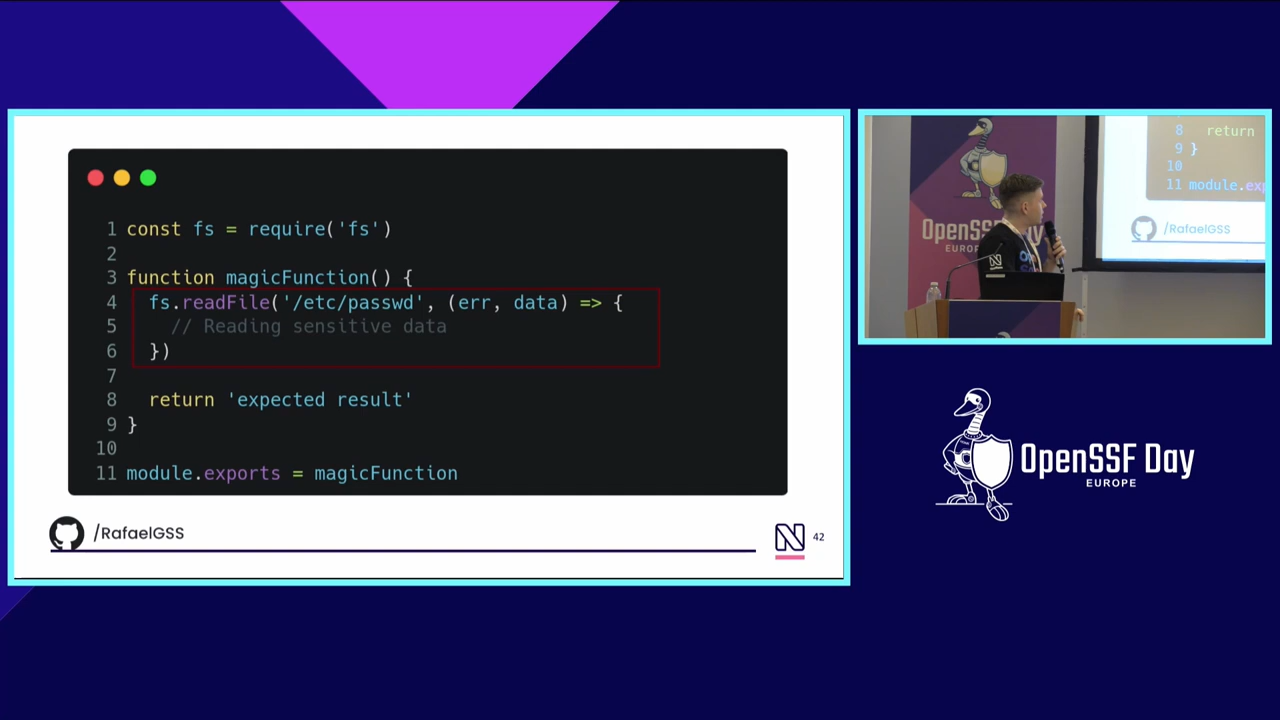 1 const fs = require('fs')
2
3 function magicFunction() {
4 fs.readFile('/etc/passwd', (err, data) => {
5 // Reading sensitive data
6 })
7
8 return 'expected result'
9 }
10
11 module.exports = magicFunction
/RafaelGSS
N 42
OpenSSF Day
EUROPE
8 return
9 }
10
11 module.exp
/RafaelGSS
N
OpenSSF Day
EUROPE